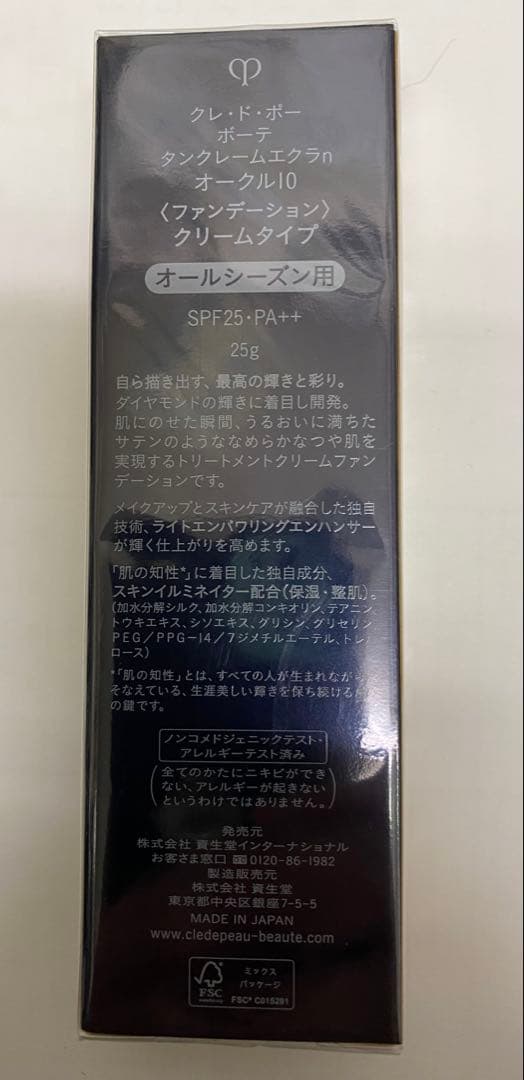 クレ・ド・ポー
ボーテ
タンクレームエクラn
オークル10
〈ファンデーション〉
クリームタイプ
オールシーズン用
SPF25・PA++
25g
自ら描き出す、最高の輝きと彩り。
ダイヤモンドの輝きに着目し開発。
肌にのせた瞬間、うるおいに満ちた
サテンのようななめらかなつや肌を
実現するトリートメントクリームファン
デーションです。
メイクアップとスキンケアが融合した独自
技術、ライトエンパワリングエンハンサー
が輝く仕上がりを高めます。
「肌の知性*」に着目した独自成分、
スキンイルミネイター配合(保湿・整肌)。
(加水分解シルク、加水分解コンキオリン、テアニン、
トウキエキス、シソエキス、グリシン、グリセリン、
PEG/PPG-14/7ジメチルエーテル、トレハ
ロース)
*「肌の知性」とは、すべての人が生まれながら
そなえている、生涯美しい輝きを保ち続ける
の鍵です。
ノンコメドジェニックテスト・
アレルギーテスト済み
(全てのかたにニキビができ
ない、アレルギーが起きない
というわけではありません。)
発売元
株式会社 資生堂インターナショナル
お客さま窓口 0120-86-1982
製造販売元
株式会社 資生堂
東京都中央区銀座7-5-5
MADE IN JAPAN
www.cledepeau-beaute.com
FSC
ミックス
パッケージ
FSC® C015291